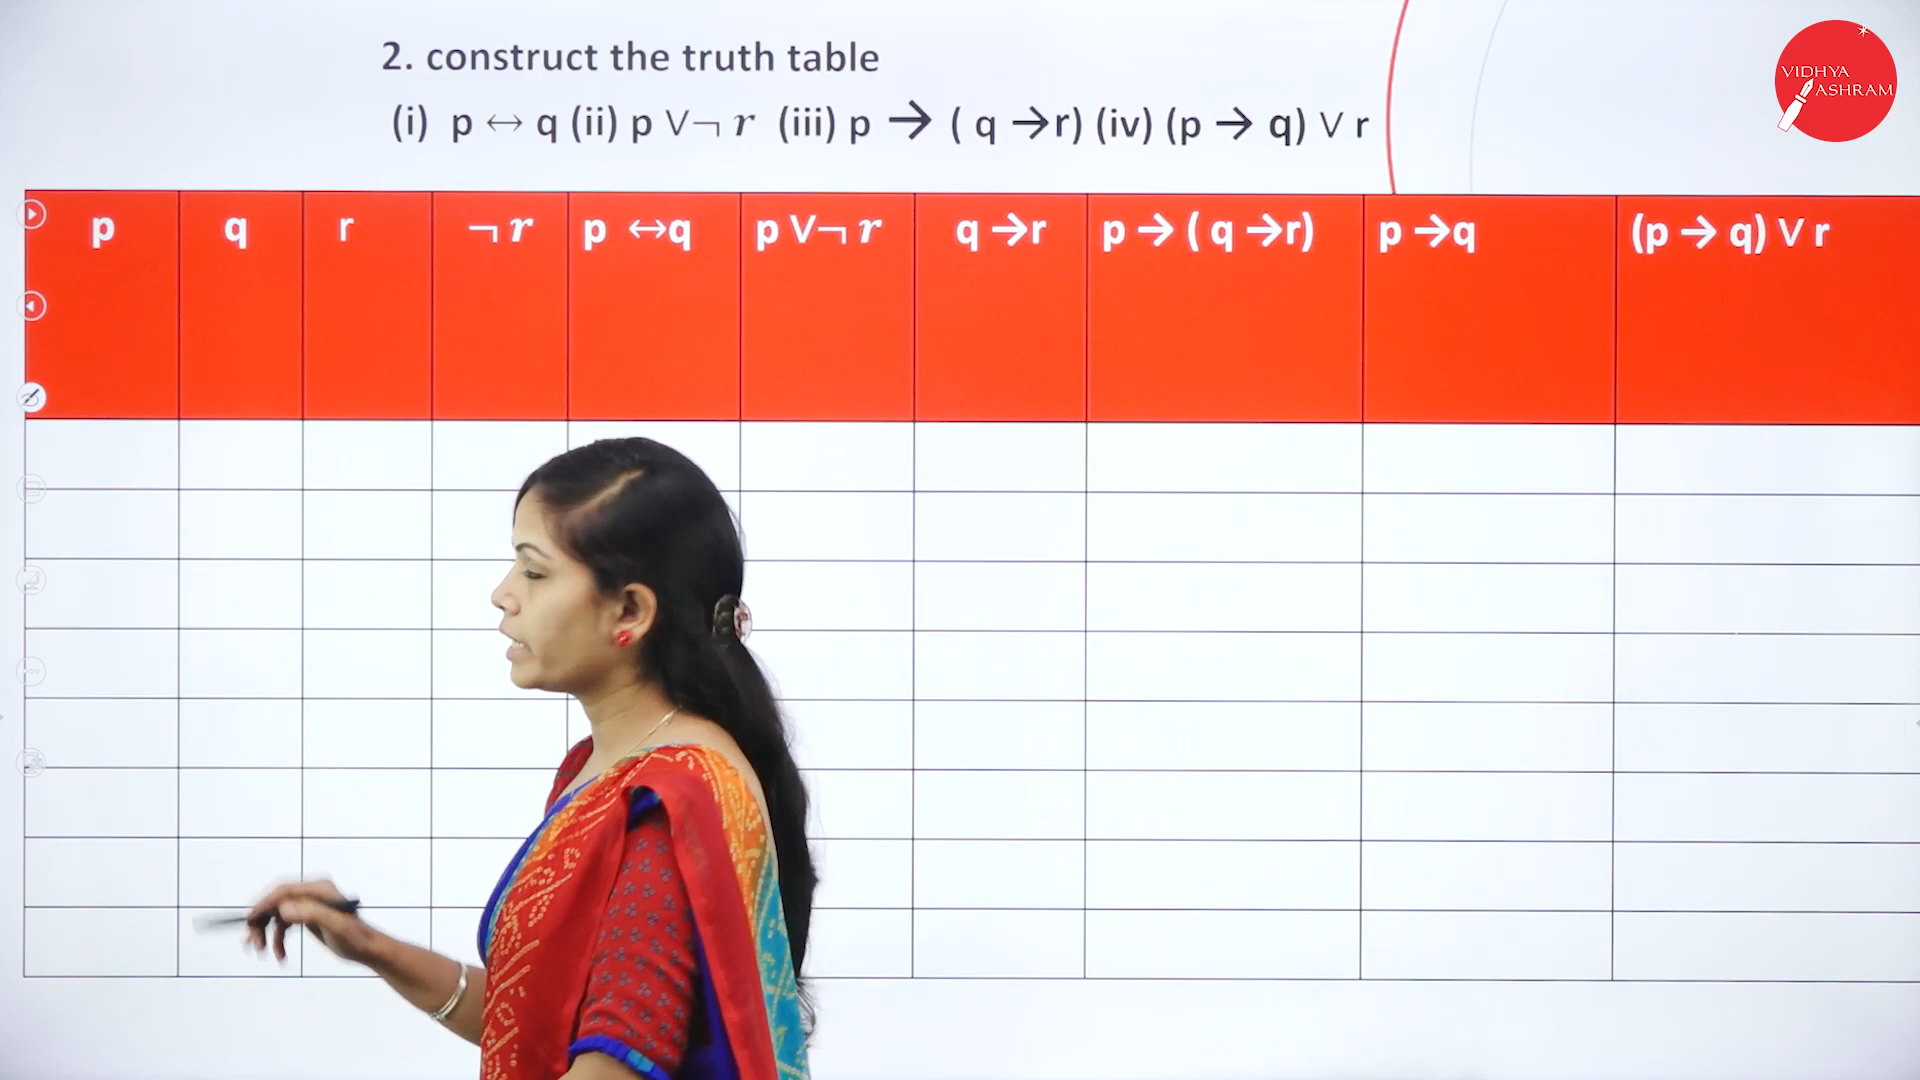 2. construct the truth table
(i) p ↔ q (ii) p ∨¬ r (iii) p → ( q →r) (iv) (p → q) ∨ r
VIDHYA
ASHRAM
p q r ¬ r p ↔q p ∨¬ r q →r p → ( q →r) p →q (p → q) ∨ r